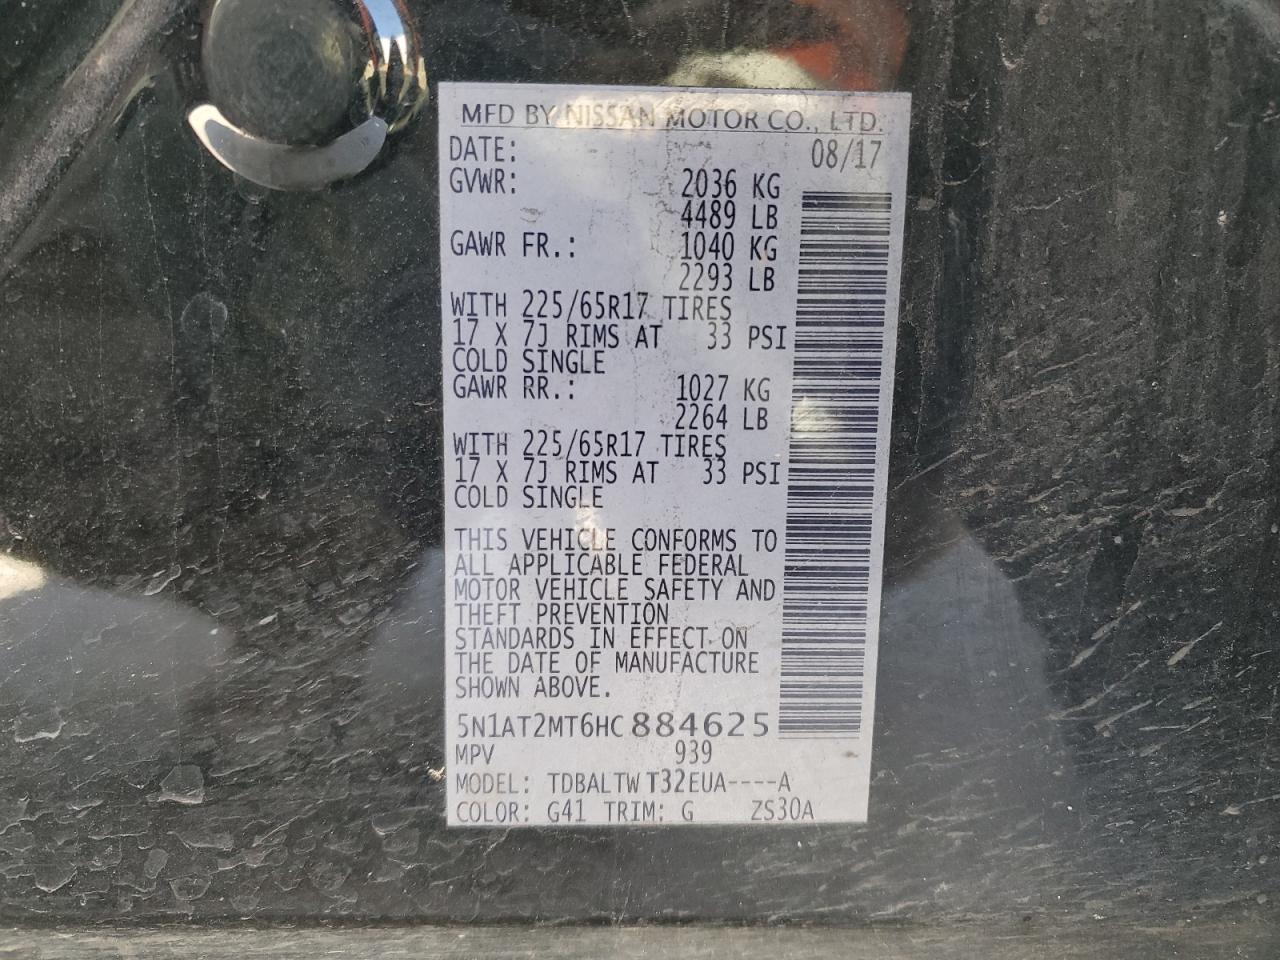 MFD BY NISSAN MOTOR CO., LTD.
DATE: 08/17
GVWR: 2036 KG
4489 LB
GAWR FR.: 1040 KG
2293 LB
WITH 225/65R17 TIRES
17 X 7J RIMS AT 33 PSI
COLD SINGLE
GAWR RR.: 1027 KG
2264 LB
WITH 225/65R17 TIRES
17 X 7J RIMS AT 33 PSI
COLD SINGLE
THIS VEHICLE CONFORMS TO
ALL APPLICABLE FEDERAL
MOTOR VEHICLE SAFETY AND
THEFT PREVENTION
STANDARDS IN EFFECT ON
THE DATE OF MANUFACTURE
SHOWN ABOVE.
5N1AT2MT6HC884625
MPV 939
MODEL: TDBALTWT32EUA----A
COLOR: G41 TRIM: G ZS30A